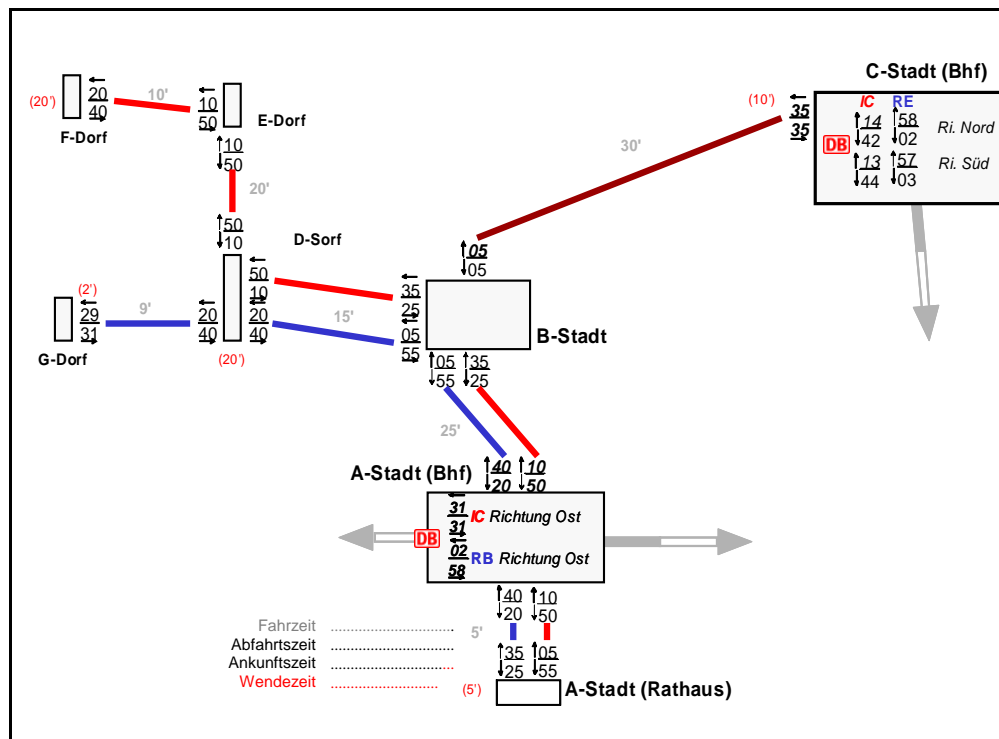 C-Stadt (Bhf)
IC RE
14 58
42 02
Ri. Nord
DB
13 57
44 03
Ri. Süd
(10')
35
35
30'
(20')
20
40
F-Dorf
10'
10
50
E-Dorf
10
50
20'
50
10
D-Sorf
50
10
35
25
(2')
29
31
G-Dorf
9'
20
40
20
40
(20')
15'
05
55
05
05
B-Stadt
05 35
55 25
25'
A-Stadt (Bhf)
40 10
20 50
31
31
IC Richtung Ost
DB
02
58
RB Richtung Ost
40 10
20 50
5'
35 05
25 55
(5')
A-Stadt (Rathaus)
Fahrzeit ..............................
Abfahrtszeit ..............................
Ankunftszeit ..............................
Wendezeit ..........................